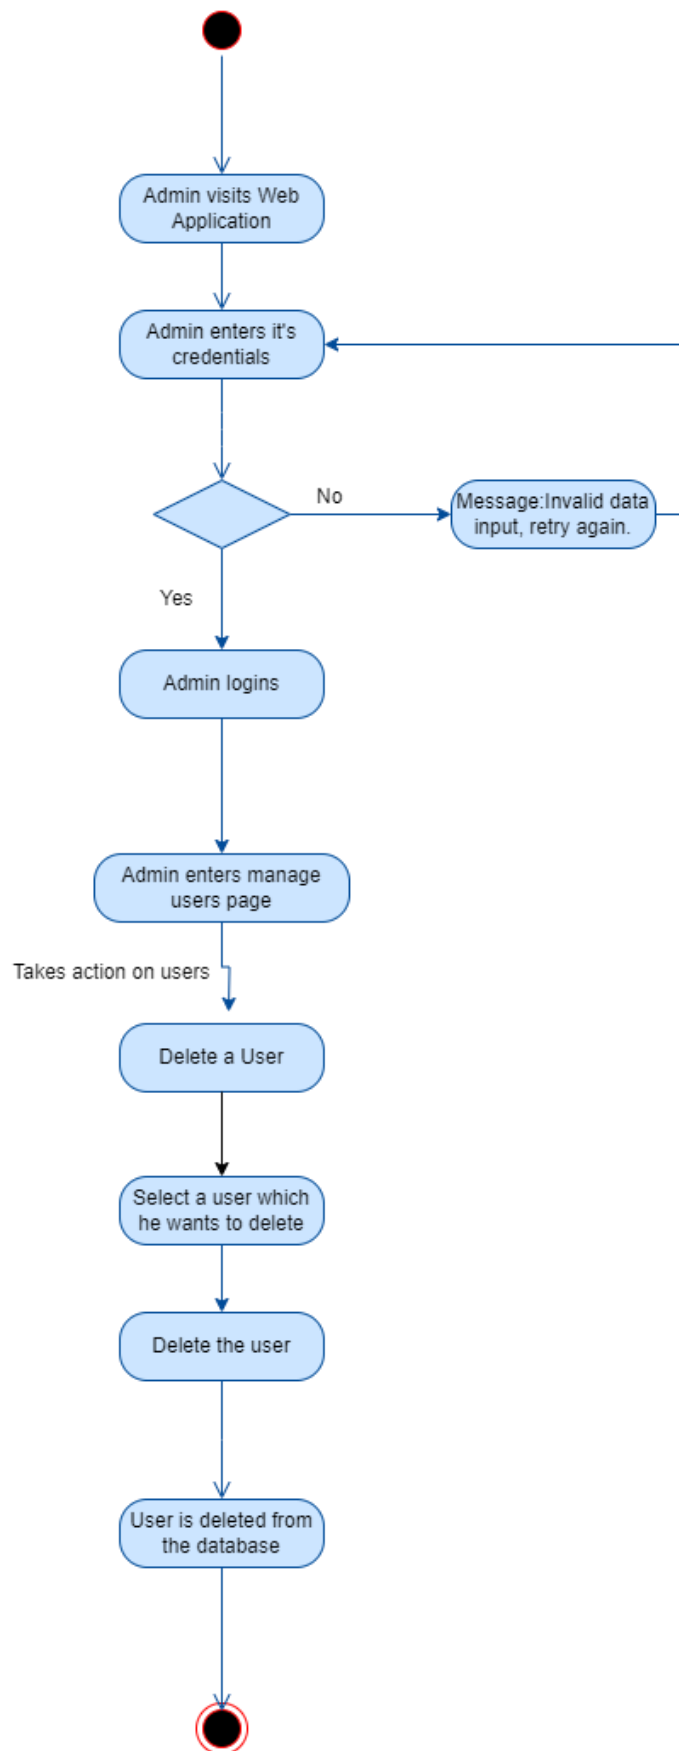 Admin visits Web
Application
Admin enters it's
credentials
No
Message:Invalid data
input, retry again.
Yes
Admin logins
Admin enters manage
users page
Takes action on users
Delete a User
Select a user which
he wants to delete
Delete the user
User is deleted from
the database